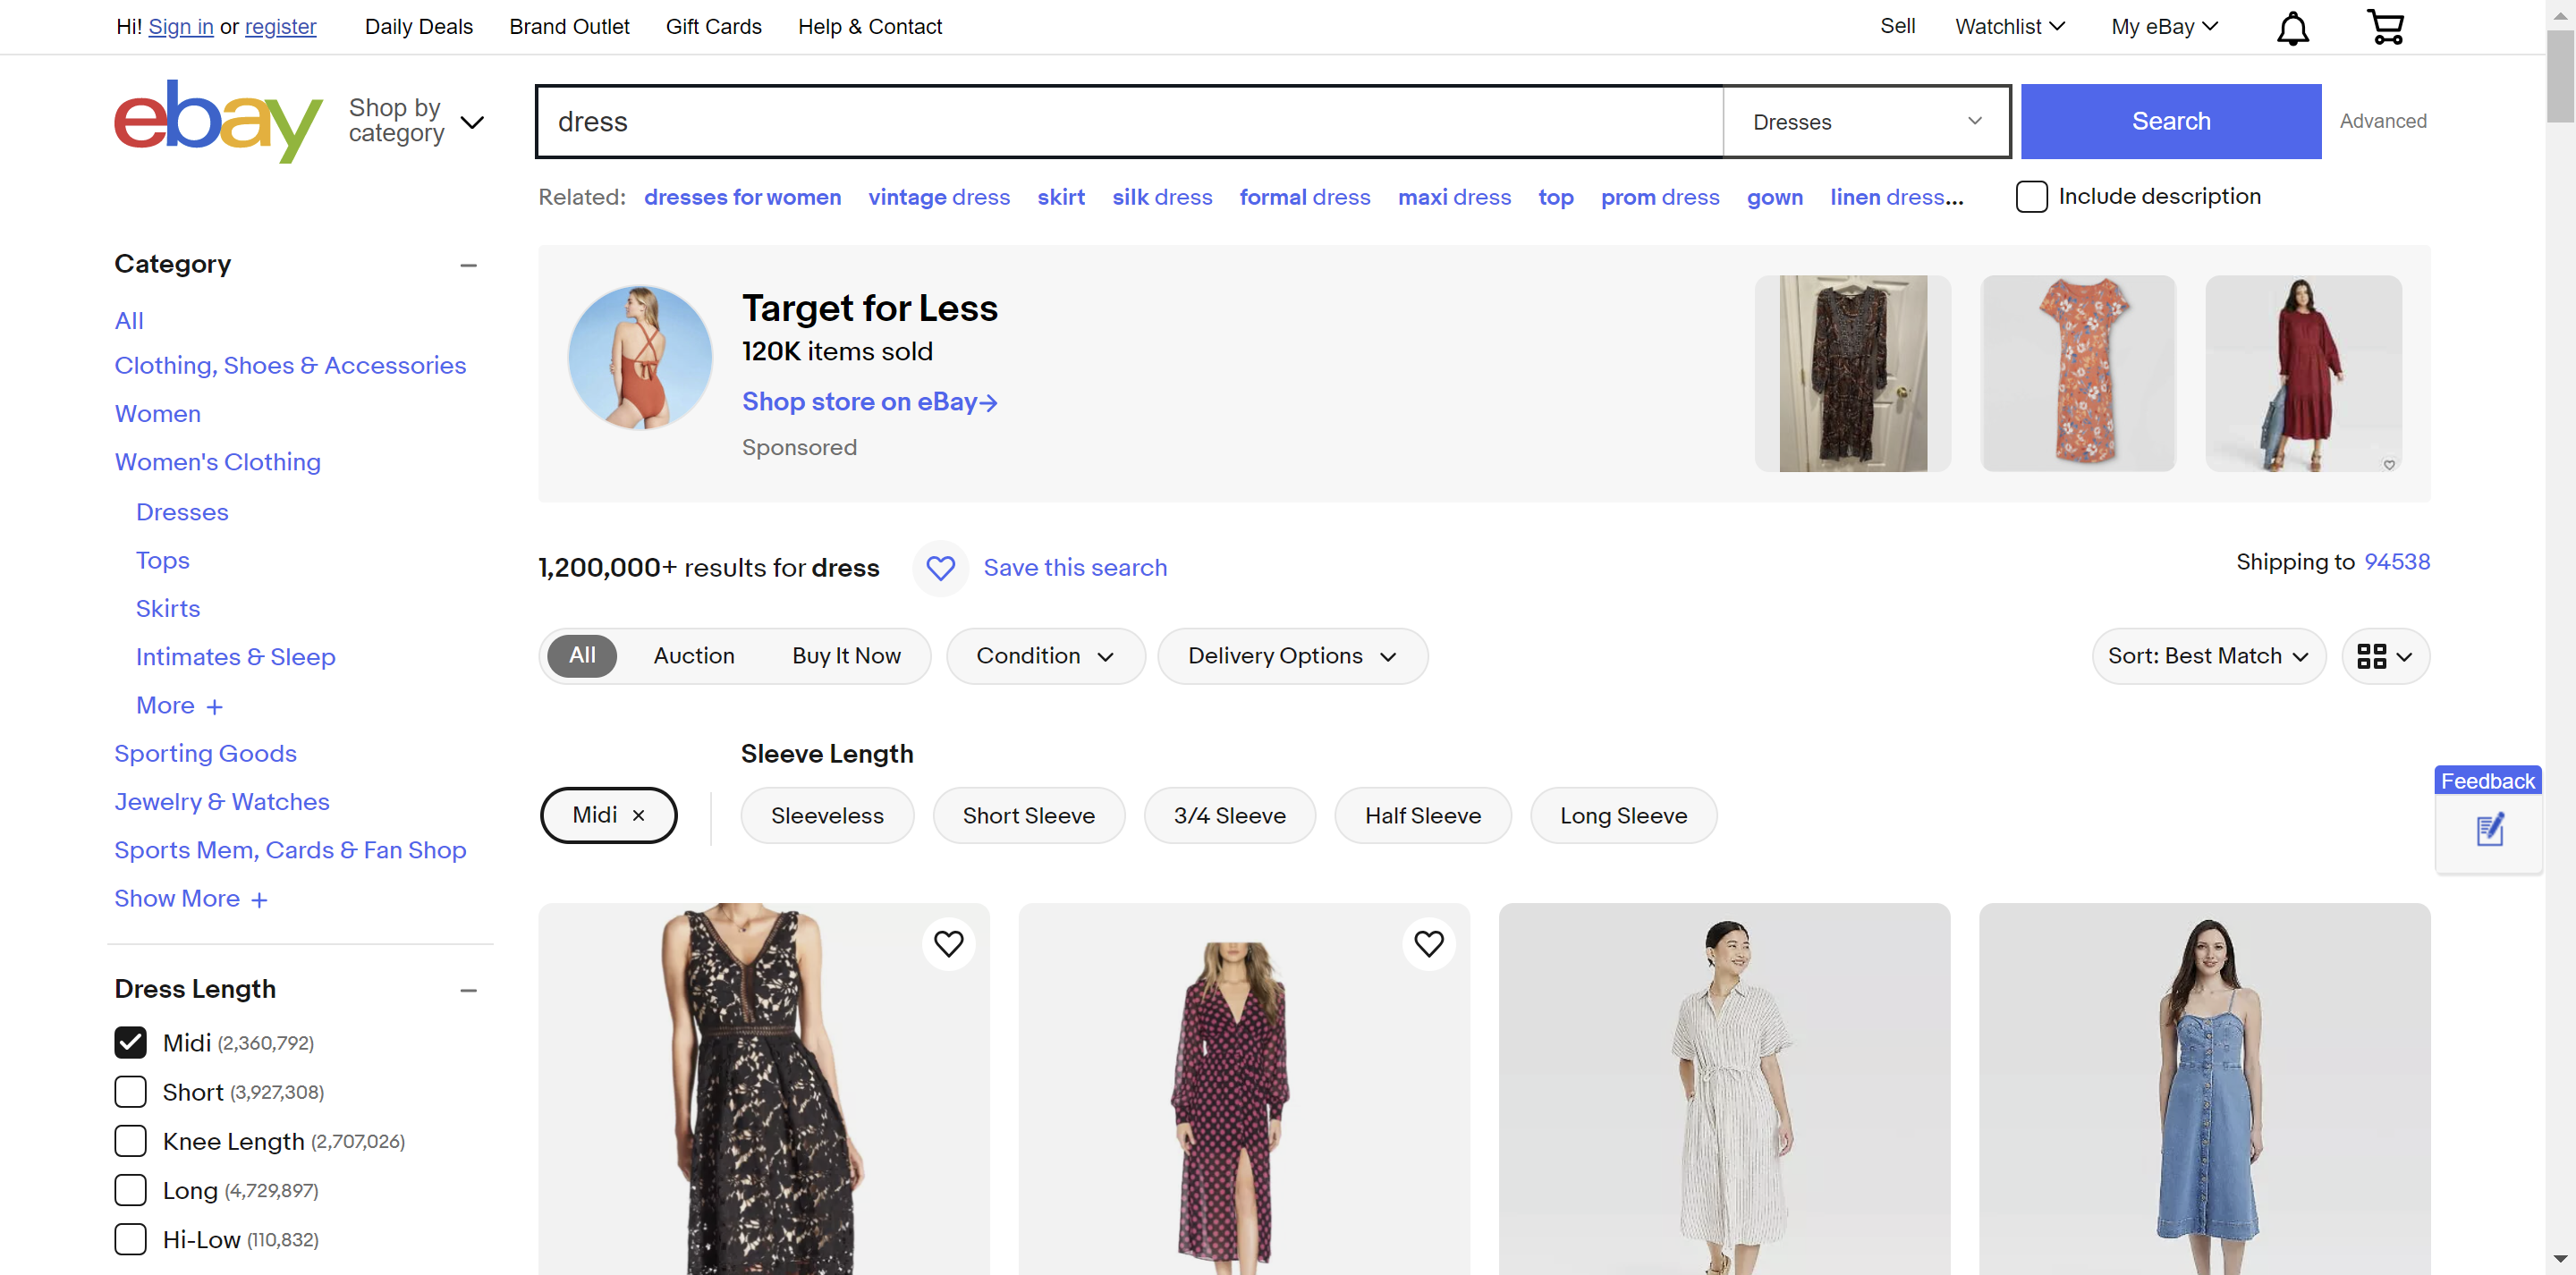 Hi! Sign in or register Daily Deals Brand Outlet Gift Cards Help & Contact Sell Watchlist My eBay
ebay Shop by category dress Dresses Search Advanced
Related: dresses for women vintage dress skirt silk dress formal dress maxi dress top prom dress gown linen dress... Include description
Category
All
Clothing, Shoes & Accessories
Women
Women's Clothing
Dresses
Tops
Skirts
Intimates & Sleep
More +
Sporting Goods
Jewelry & Watches
Sports Mem, Cards & Fan Shop
Show More +
Dress Length
Midi (2,360,792)
Short (3,927,308)
Knee Length (2,707,026)
Long (4,729,897)
Hi-Low (110,832)
Target for Less
120K items sold
Shop store on eBay→
Sponsored
1,200,000+ results for dress Save this search Shipping to 94538
All Auction Buy It Now Condition Delivery Options Sort: Best Match
Sleeve Length
Midi × Sleeveless Short Sleeve 3/4 Sleeve Half Sleeve Long Sleeve
Feedback